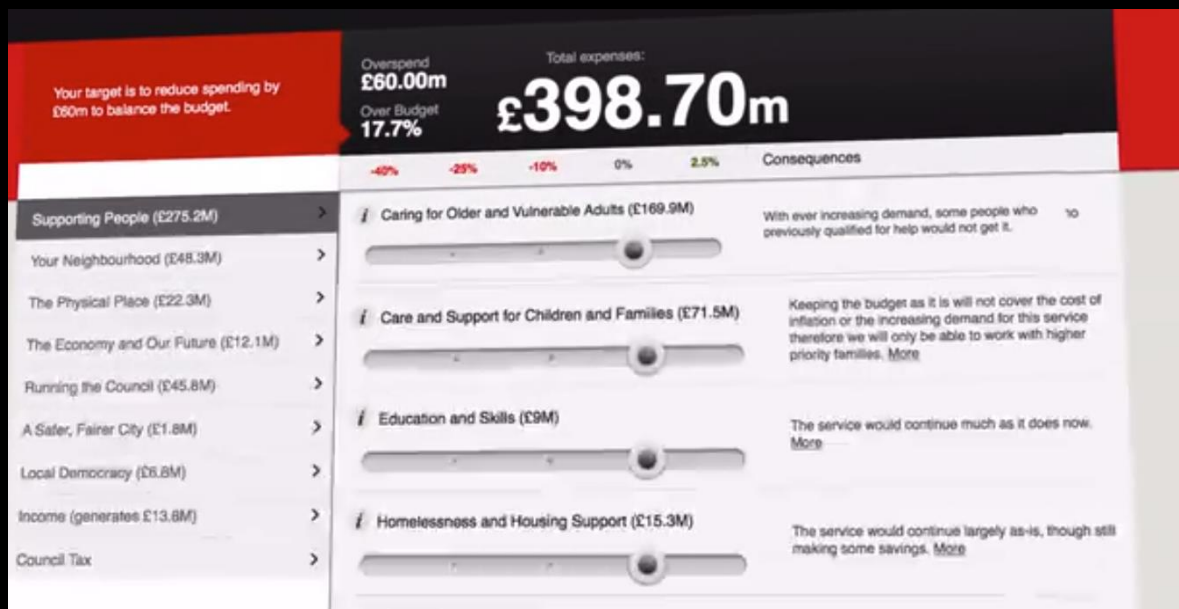 Your target is to reduce spending by
£60m to balance the budget.
Overspend
£60.00m
Over Budget
17.7%
Total expenses:
£398.70m
-40% -25% -10% 0% 2.5% Consequences
Supporting People (£275.2M)
Your Neighbourhood (£48.3M)
The Physical Place (£22.3M)
The Economy and Our Future (£12.1M)
Running the Council (£45.8M)
A Safer, Fairer City (£1.8M)
Local Democracy (£6.8M)
Income (generates £13.6M)
Council Tax
i Caring for Older and Vulnerable Adults (£169.9M)
With ever increasing demand, some people who
previously qualified for help would not get it.
i Care and Support for Children and Families (£71.5M)
Keeping the budget as it is will not cover the cost of
inflation or the increasing demand for this service
therefore we will only be able to work with higher
priority families. More
i Education and Skills (£9M)
The service would continue much as it does now.
More
i Homelessness and Housing Support (£15.3M)
The service would continue largely as-is, though still
making some savings. More